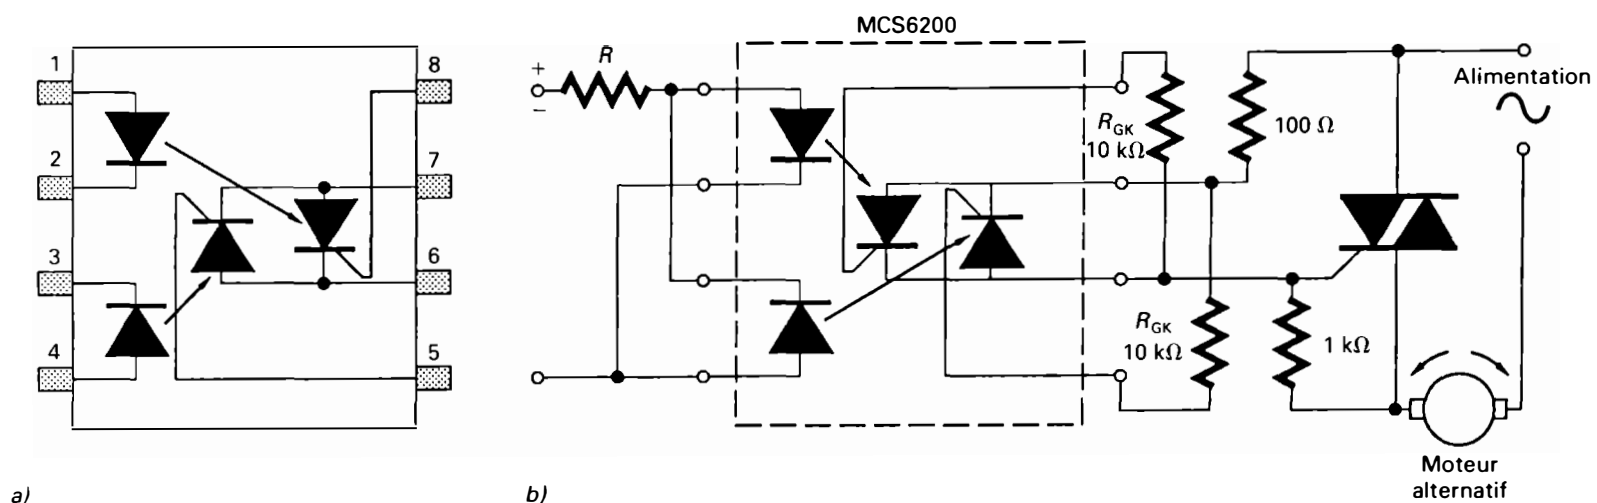 1
2
3
4
8
7
6
5
a)
MCS6200
+
R
−
R_GK
10 kΩ
100 Ω
R_GK
10 kΩ
1 kΩ
Alimentation
Moteur
alternatif
b)